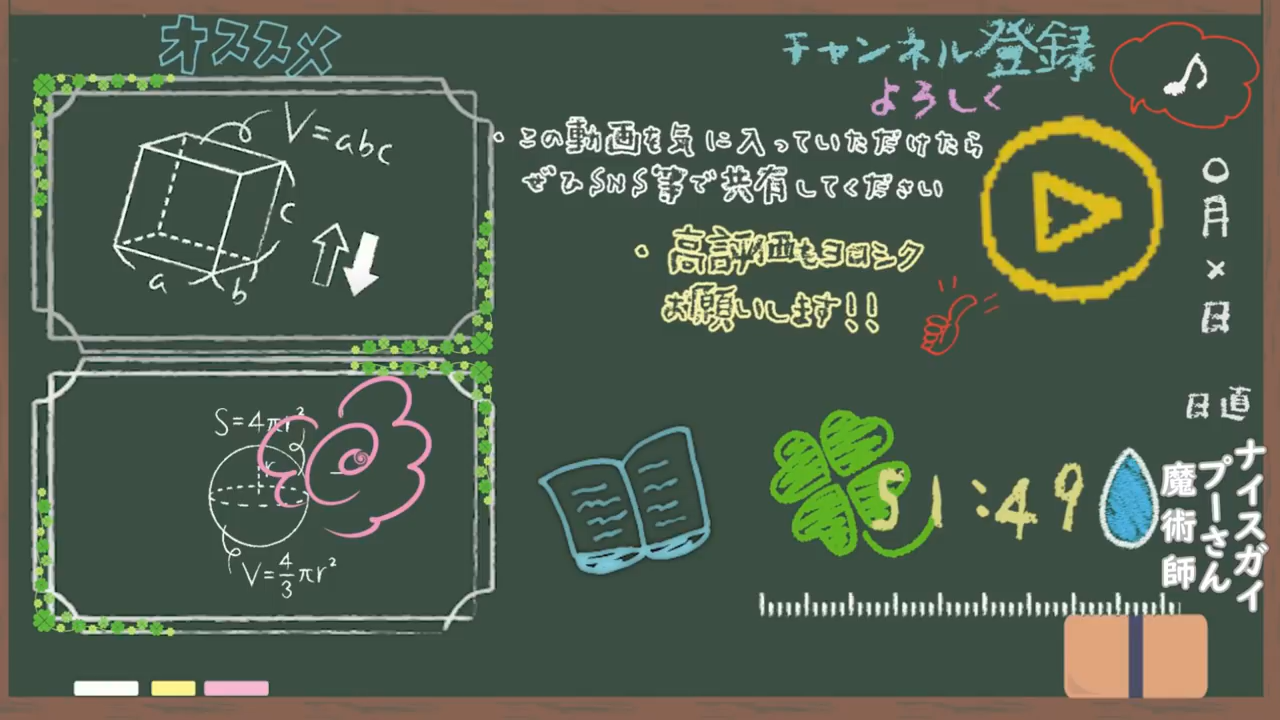 オススメ
V=abc
c
a
b
S=4πr²
r
V=4/3πr²
チャンネル登録
よろしく
・この動画を気に入っていただけたら
ぜひSNS等で共有してください
・高評価もヨロシク
お願いします!!
〇月×日
日直
ナイスガイ
プーさん
魔術師
51:49